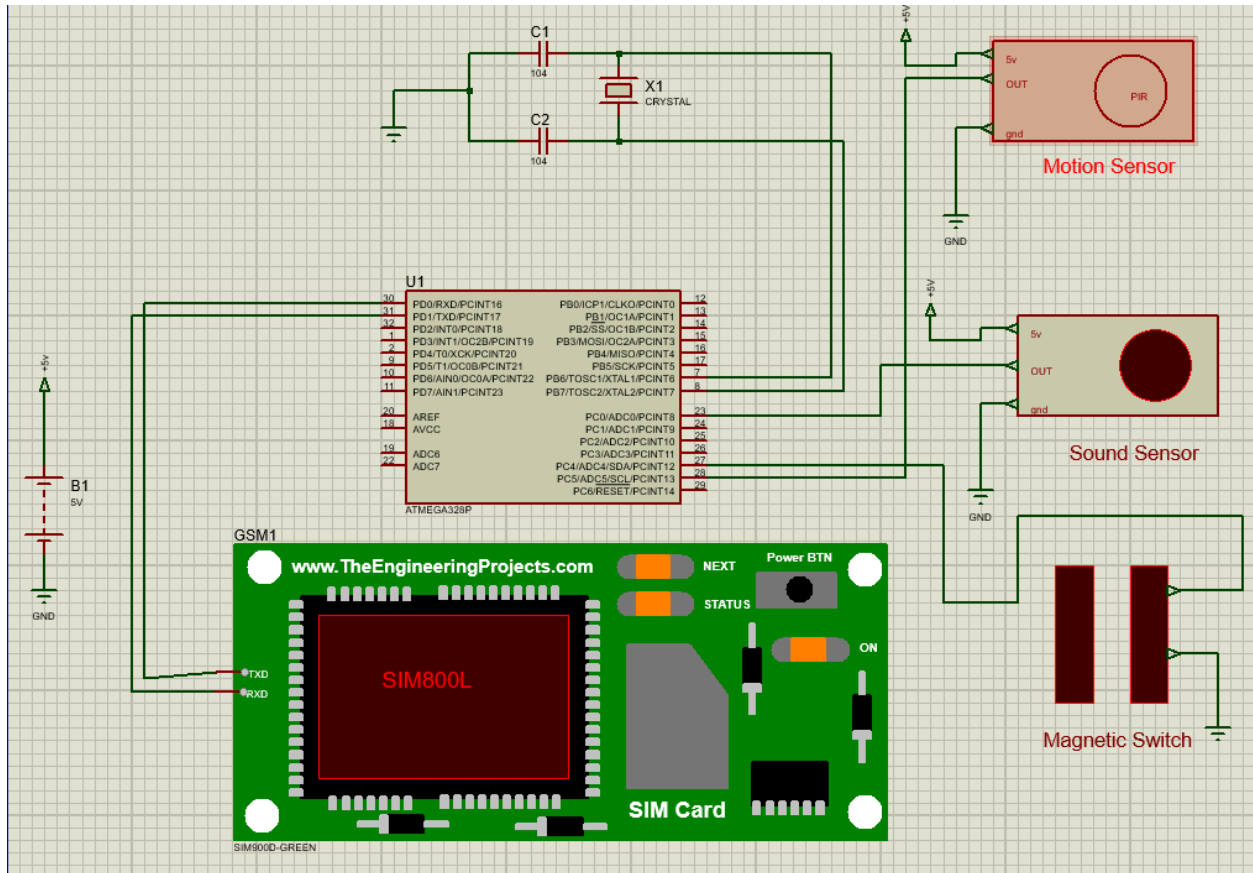 C1
104
X1
CRYSTAL
C2
104
+5V
5v
OUT
PIR
gnd
Motion Sensor
GND
U1
30 PD0/RXD/PCINT16 PB0/ICP1/CLKO/PCINT0 12
31 PD1/TXD/PCINT17 PB1/OC1A/PCINT1 13
32 PD2/INT0/PCINT18 PB2/SS/OC1B/PCINT2 14
1 PD3/INT1/OC2B/PCINT19 PB3/MOSI/OC2A/PCINT3 15
2 PD4/T0/XCK/PCINT20 PB4/MISO/PCINT4 16
9 PD5/T1/OC0B/PCINT21 PB5/SCK/PCINT5 17
10 PD6/AIN0/OC0A/PCINT22 PB6/TOSC1/XTAL1/PCINT6 7
11 PD7/AIN1/PCINT23 PB7/TOSC2/XTAL2/PCINT7 8
20 AREF PC0/ADC0/PCINT8 23
18 AVCC PC1/ADC1/PCINT9 24
PC2/ADC2/PCINT10 25
19 ADC6 PC3/ADC3/PCINT11 26
22 ADC7 PC4/ADC4/SDA/PCINT12 27
PC5/ADC5/SCL/PCINT13 28
PC6/RESET/PCINT14 29
ATMEGA328P
+5V
5v
OUT
gnd
Sound Sensor
GND
+5v
B1
5V
GND
GSM1
www.TheEngineeringProjects.com
NEXT
STATUS
Power BTN
ON
TXD
RXD
SIM800L
SIM Card
SIM900D-GREEN
Magnetic Switch